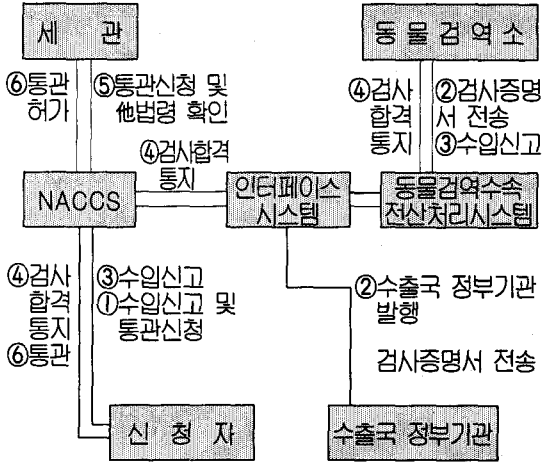 세 관
동물검역소
⑥통관
허가
⑤통관신청 및
他법령 확인
④검사
합격
통지
②검사증명
서 전송
③수입신고
④검사합격
통지
NACCS
인터페이스
시스템
동물검역수속
전산처리시스템
④검사
합격
통지
⑥통관
③수입신고
①수입신고 및
통관신청
②수출국 정부기관
발행
검사증명서 전송
신 청 자
수출국 정부기관